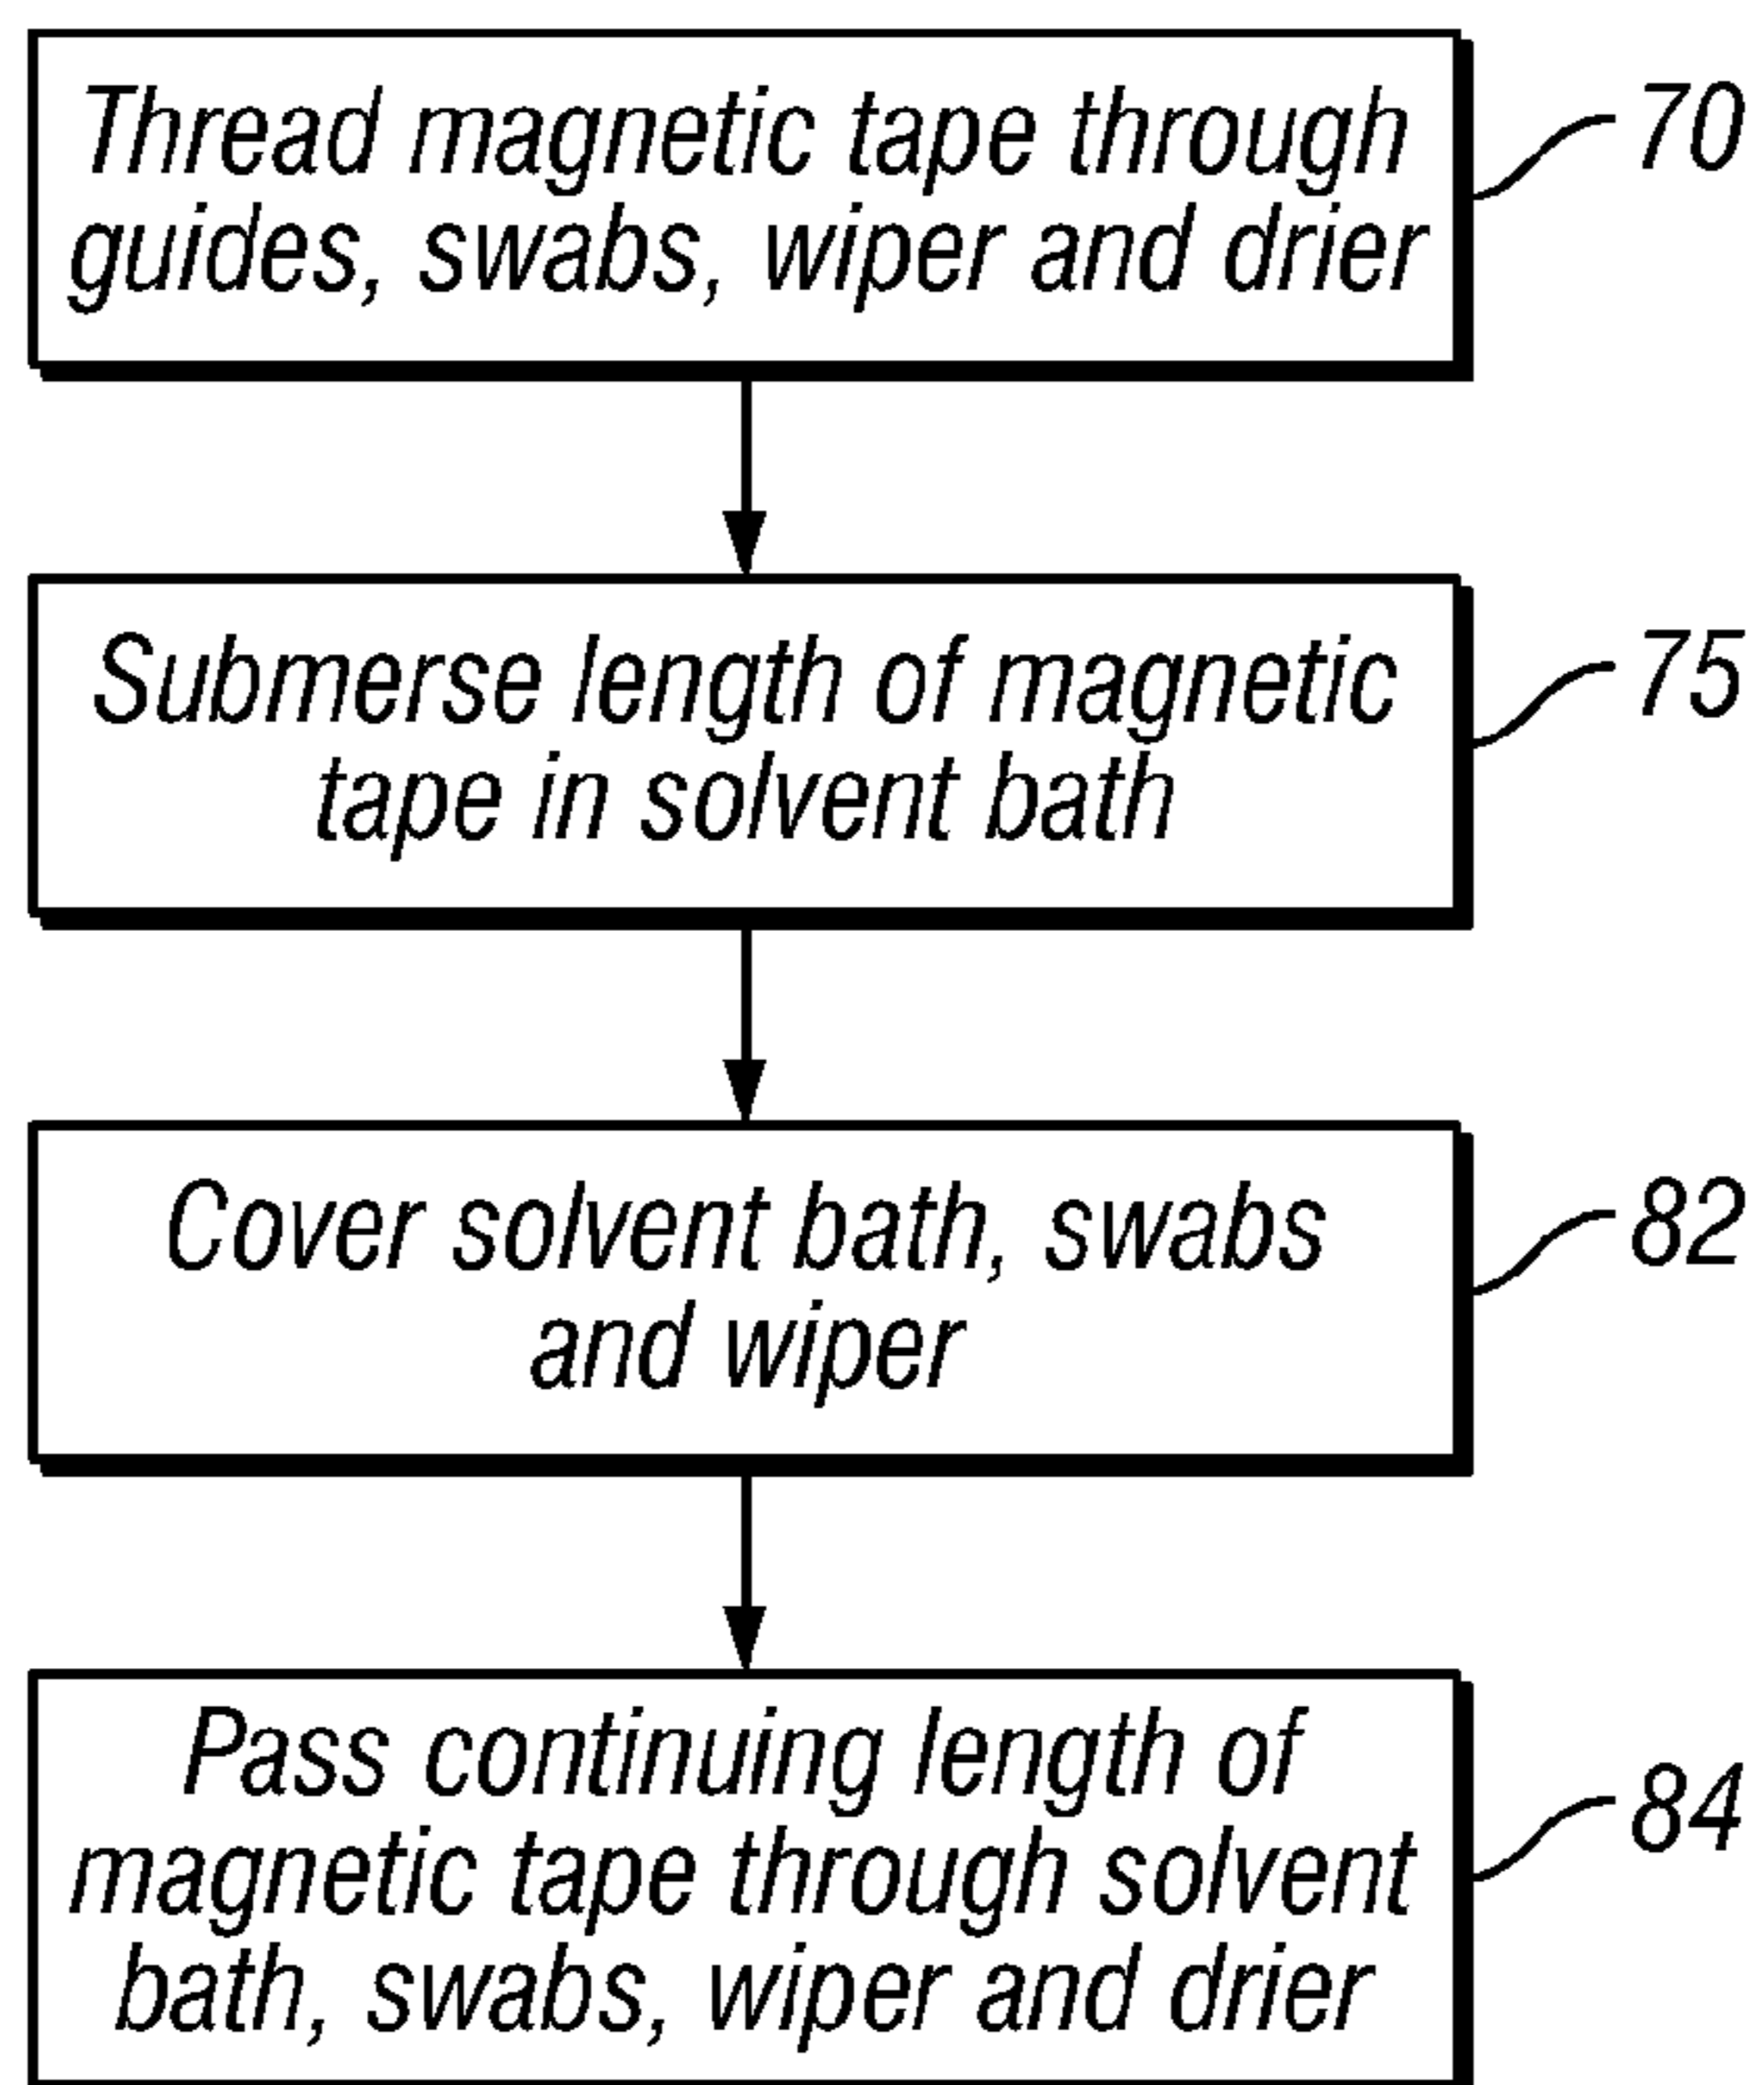 Thread magnetic tape through
guides, swabs, wiper and drier
70
Submerse length of magnetic
tape in solvent bath
75
Cover solvent bath, swabs
and wiper
82
Pass continuing length of
magnetic tape through solvent
bath, swabs, wiper and drier
84